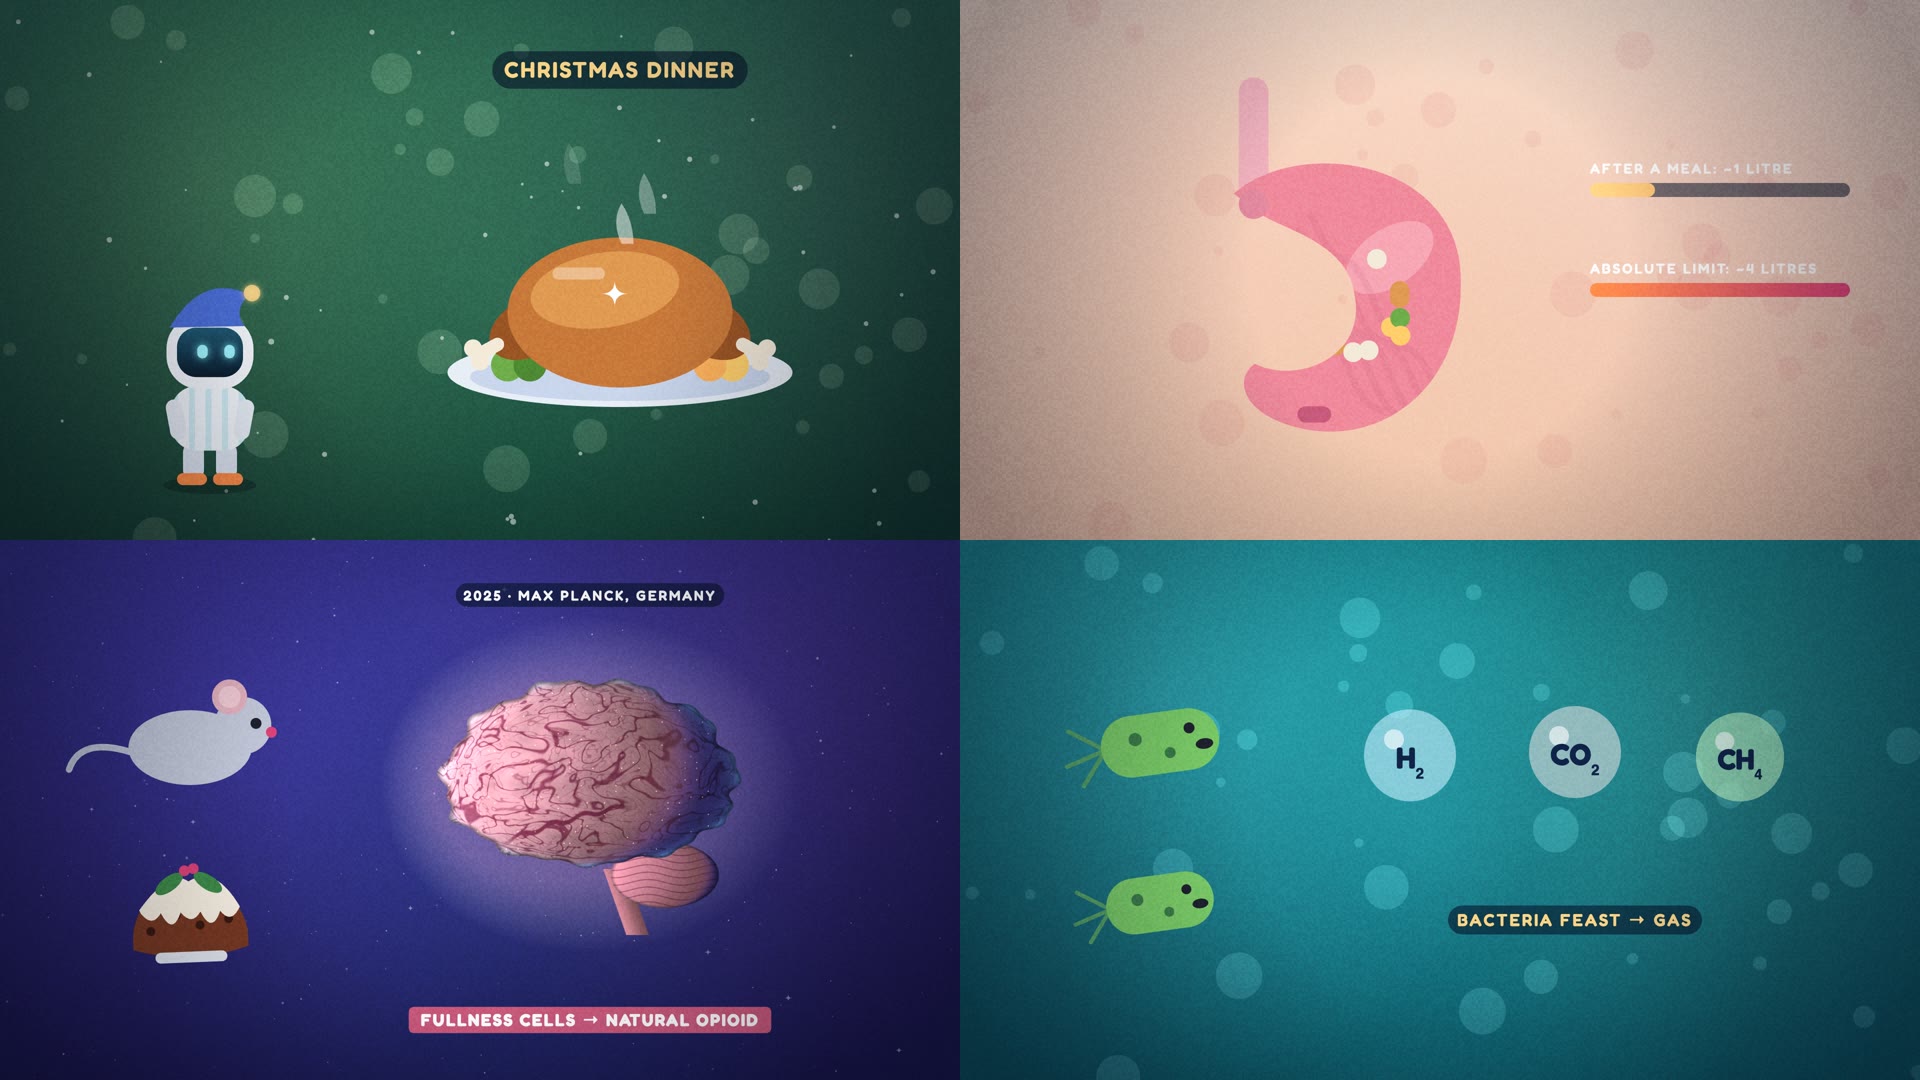 CHRISTMAS DINNER
AFTER A MEAL: ~1 LITRE
ABSOLUTE LIMIT: ~4 LITRES
2025 · MAX PLANCK, GERMANY
FULLNESS CELLS → NATURAL OPIOID
H₂
CO₂
CH₄
BACTERIA FEAST → GAS